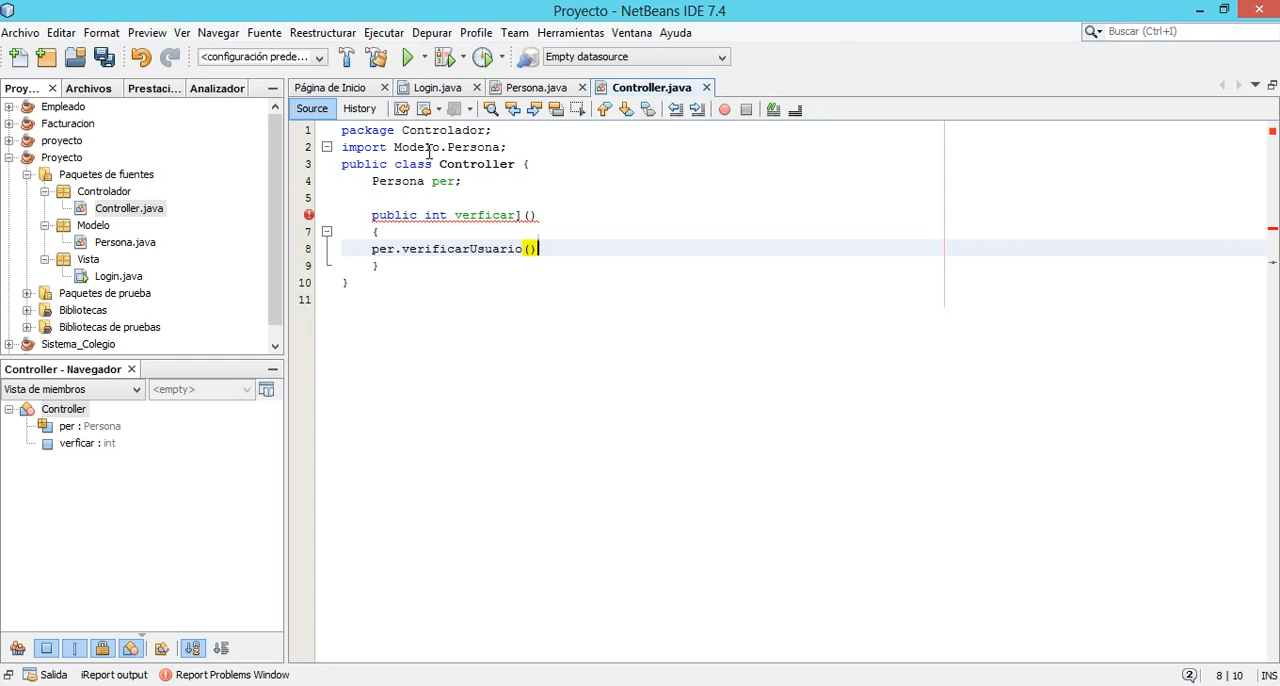 Proyecto - NetBeans IDE 7.4
Archivo Editar Format Preview Ver Navegar Fuente Reestructurar Ejecutar Depurar Profile Team Herramientas Ventana Ayuda
Buscar (Ctrl+I)
<configuración prede...
Empty datasource
Proy... Archivos Prestaci... Analizador
Página de Inicio Login.java Persona.java Controller.java
Source History
Empleado
Facturacion
proyecto
Proyecto
Paquetes de fuentes
Controlador
Controller.java
Modelo
Persona.java
Vista
Login.java
Paquetes de prueba
Bibliotecas
Bibliotecas de pruebas
Sistema_Colegio
1 package Controlador;
2 import Modelo.Persona;
3 public class Controller {
4 Persona per;
5
6 public int verficar]()
7 {
8 per.verificarUsuario()
9 }
10 }
11
Controller - Navegador
Vista de miembros <empty>
Controller
per : Persona
verficar : int
Salida iReport output Report Problems Window
2 8 | 10 INS